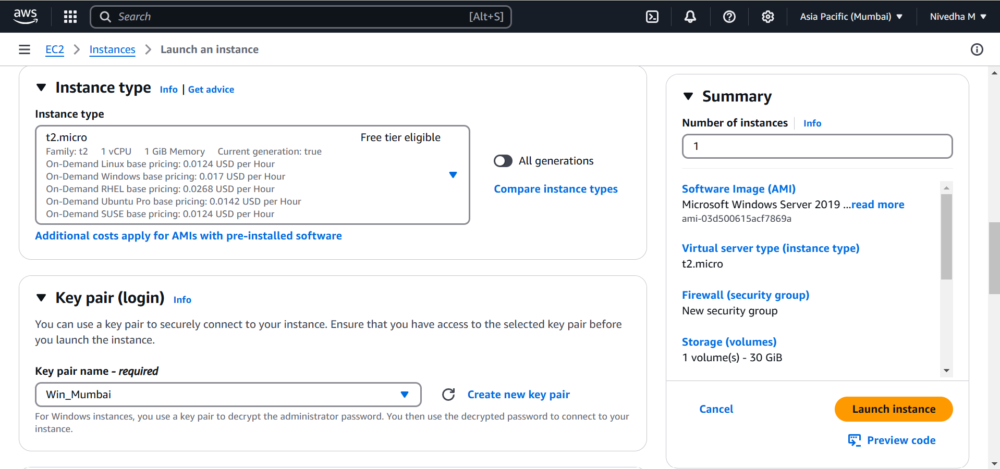 aws
Search [Alt+S]
Asia Pacific (Mumbai)
Nivedha M
EC2 Instances Launch an instance
Instance type Info | Get advice
Instance type
t2.micro Free tier eligible
Family: t2 1 vCPU 1 GiB Memory Current generation: true
On-Demand Linux base pricing: 0.0124 USD per Hour
On-Demand Windows base pricing: 0.017 USD per Hour
On-Demand RHEL base pricing: 0.0268 USD per Hour
On-Demand Ubuntu Pro base pricing: 0.0142 USD per Hour
On-Demand SUSE base pricing: 0.0124 USD per Hour
All generations
Compare instance types
Additional costs apply for AMIs with pre-installed software
Key pair (login) Info
You can use a key pair to securely connect to your instance. Ensure that you have access to the selected key pair before
you launch the instance.
Key pair name - required
Win_Mumbai
Create new key pair
For Windows instances, you use a key pair to decrypt the administrator password. You then use the decrypted password to connect to your
instance.
Summary
Number of instances Info
1
Software Image (AMI)
Microsoft Windows Server 2019 ...read more
ami-03d500615acf7869a
Virtual server type (instance type)
t2.micro
Firewall (security group)
New security group
Storage (volumes)
1 volume(s) - 30 GiB
Cancel
Launch instance
Preview code